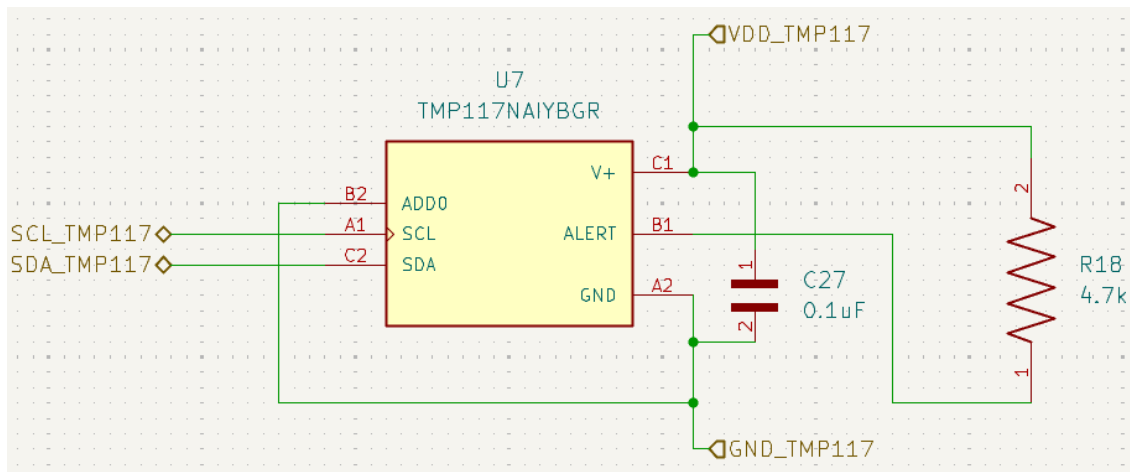 VDD_TMP117
U7
TMP117NAIYBGR
C1
V+
2
B2
ADD0
SCL_TMP117
A1
SCL
ALERT
B1
SDA_TMP117
C2
SDA
1
C27
0.1uF
R18
4.7k
GND
A2
2
1
GND_TMP117